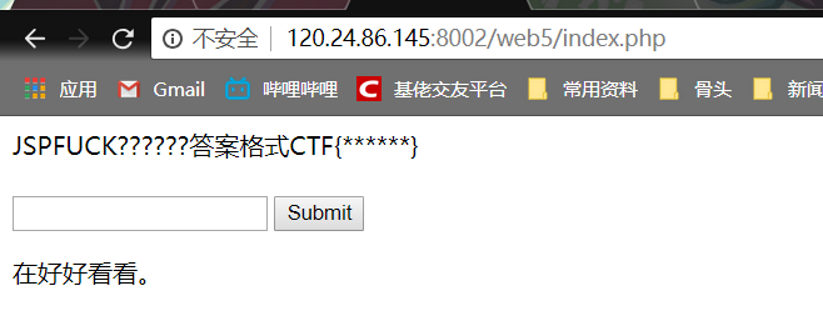 不安全 120.24.86.145:8002/web5/index.php
应用 Gmail 哔哩哔哩 C 基佬交友平台 常用资料 骨头 新闻
JSPFUCK??????答案格式CTF{******}
Submit
在好好看看。